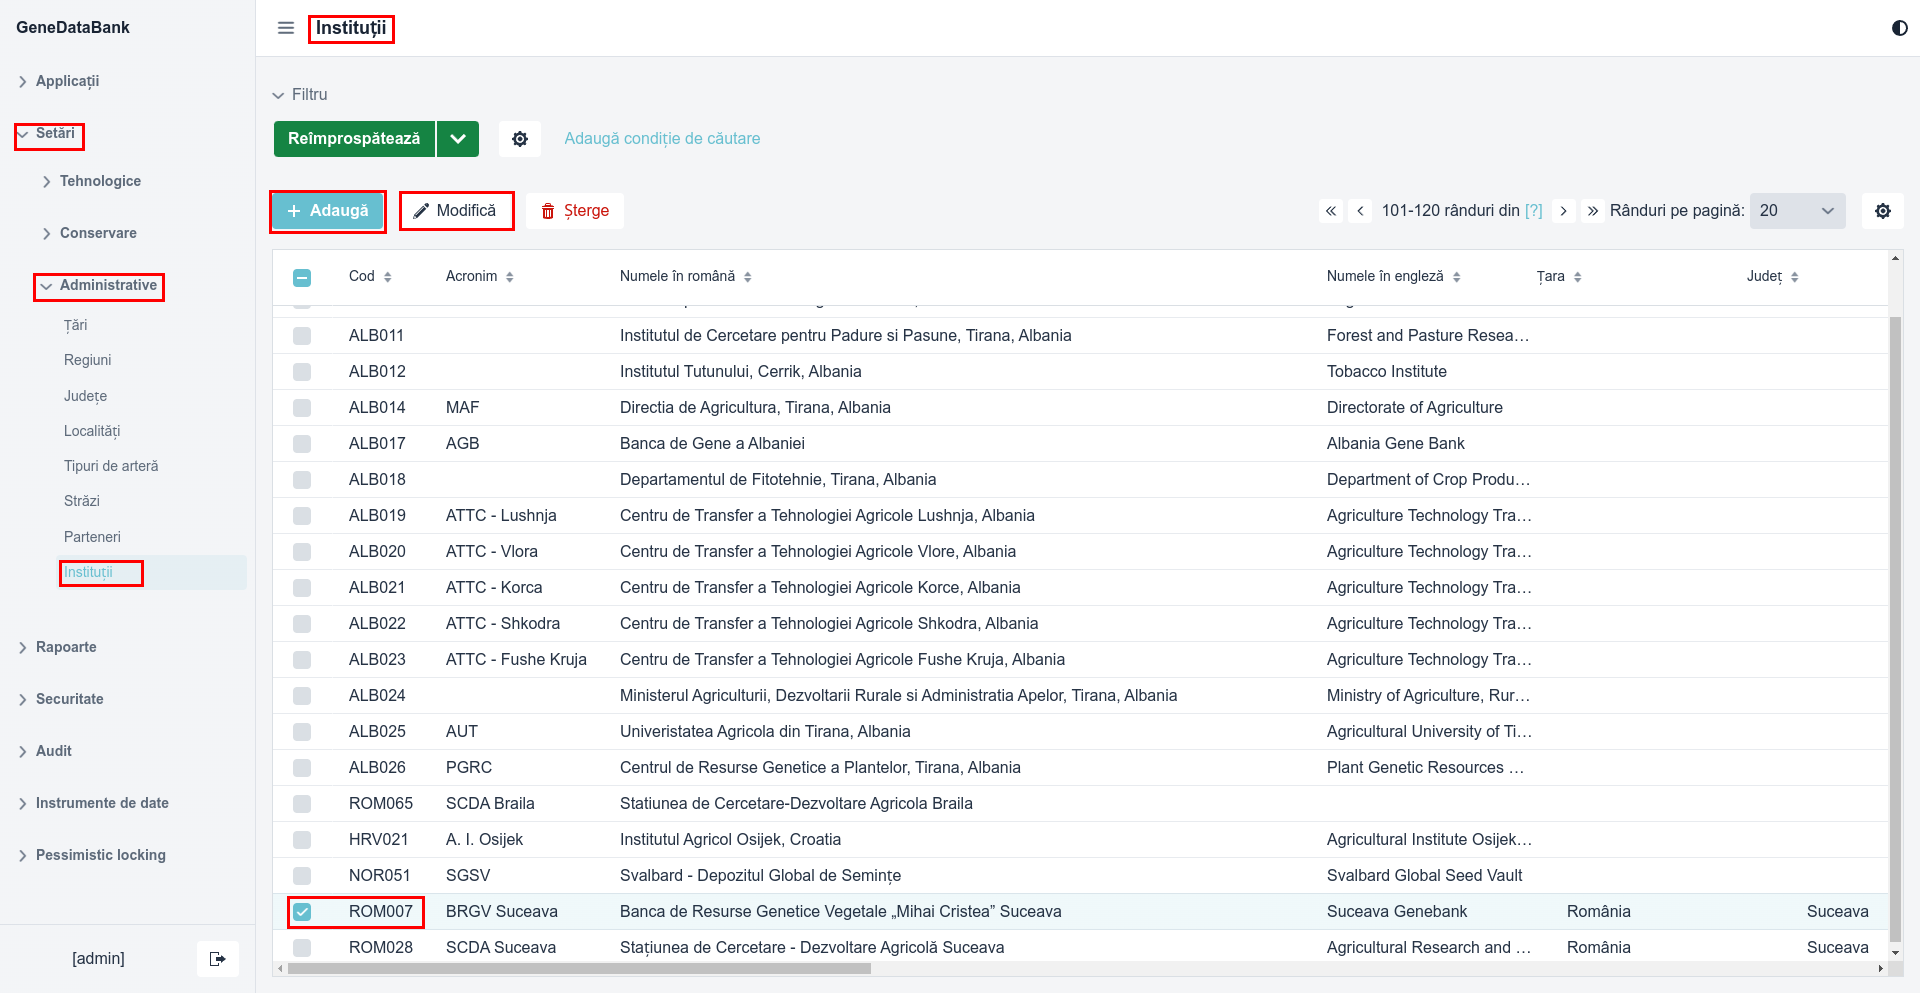 GeneDataBank
Instituții
Applicații
Setări
Tehnologice
Conservare
Administrative
Țări
Regiuni
Județe
Localități
Tipuri de arteră
Străzi
Parteneri
Instituții
Rapoarte
Securitate
Audit
Instrumente de date
Pessimistic locking
[admin]
Filtru
Reîmprospătează
Adaugă condiție de căutare
Adaugă Modifică Șterge
101-120 rânduri din [?] Rânduri pe pagină: 20
Cod Acronim Numele în română Numele în engleză Țara Județ
ALB011 Institutul de Cercetare pentru Padure si Pasune, Tirana, Albania Forest and Pasture Resea…
ALB012 Institutul Tutunului, Cerrik, Albania Tobacco Institute
ALB014 MAF Directia de Agricultura, Tirana, Albania Directorate of Agriculture
ALB017 AGB Banca de Gene a Albaniei Albania Gene Bank
ALB018 Departamentul de Fitotehnie, Tirana, Albania Department of Crop Produ…
ALB019 ATTC - Lushnja Centru de Transfer a Tehnologiei Agricole Lushnja, Albania Agriculture Technology Tra…
ALB020 ATTC - Vlora Centru de Transfer a Tehnologiei Agricole Vlore, Albania Agriculture Technology Tra…
ALB021 ATTC - Korca Centru de Transfer a Tehnologiei Agricole Korce, Albania Agriculture Technology Tra…
ALB022 ATTC - Shkodra Centru de Transfer a Tehnologiei Agricole Shkodra, Albania Agriculture Technology Tra…
ALB023 ATTC - Fushe Kruja Centru de Transfer a Tehnologiei Agricole Fushe Kruja, Albania Agriculture Technology Tra…
ALB024 Ministerul Agriculturii, Dezvoltarii Rurale si Administratia Apelor, Tirana, Albania Ministry of Agriculture, Rur…
ALB025 AUT Univeristatea Agricola din Tirana, Albania Agricultural University of Ti…
ALB026 PGRC Centrul de Resurse Genetice a Plantelor, Tirana, Albania Plant Genetic Resources …
ROM065 SCDA Braila Statiunea de Cercetare-Dezvoltare Agricola Braila
HRV021 A. I. Osijek Institutul Agricol Osijek, Croatia Agricultural Institute Osijek…
NOR051 SGSV Svalbard - Depozitul Global de Semințe Svalbard Global Seed Vault
ROM007 BRGV Suceava Banca de Resurse Genetice Vegetale „Mihai Cristea” Suceava Suceava Genebank România Suceava
ROM028 SCDA Suceava Stațiunea de Cercetare - Dezvoltare Agricolă Suceava Agricultural Research and … România Suceava